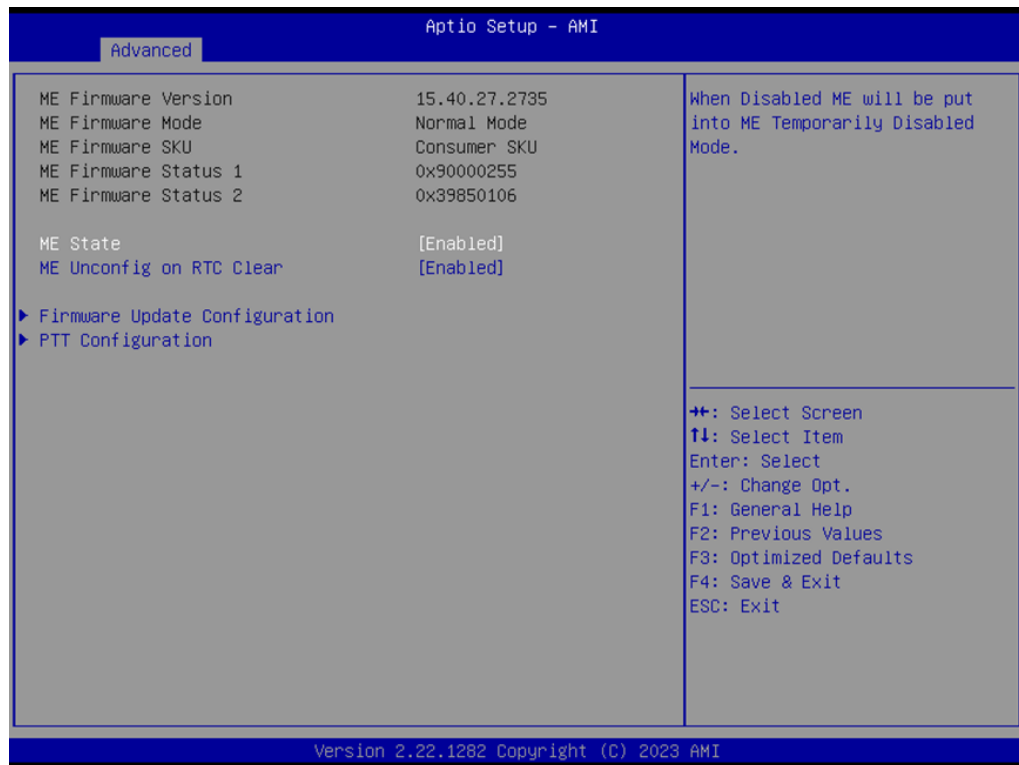 Aptio Setup - AMI
Advanced
ME Firmware Version 15.40.27.2735
ME Firmware Mode Normal Mode
ME Firmware SKU Consumer SKU
ME Firmware Status 1 0x90000255
ME Firmware Status 2 0x39850106
ME State [Enabled]
ME Unconfig on RTC Clear [Enabled]
Firmware Update Configuration
PTT Configuration
When Disabled ME will be put
into ME Temporarily Disabled
Mode.
→←: Select Screen
↑↓: Select Item
Enter: Select
+/-: Change Opt.
F1: General Help
F2: Previous Values
F3: Optimized Defaults
F4: Save & Exit
ESC: Exit
Version 2.22.1282 Copyright (C) 2023 AMI